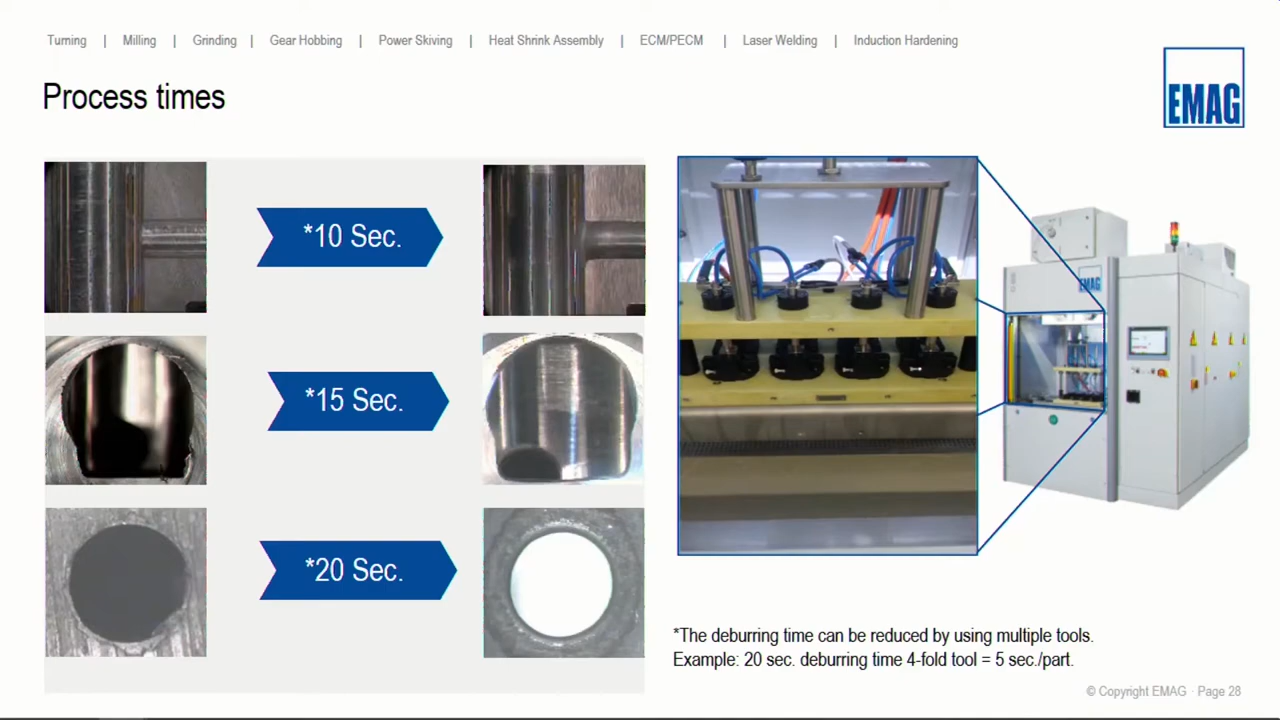 Turning | Milling | Grinding | Gear Hobbing | Power Skiving | Heat Shrink Assembly | ECM/PECM | Laser Welding | Induction Hardening
Process times
EMAG
*10 Sec.
*15 Sec.
*20 Sec.
EMAG
*The deburring time can be reduced by using multiple tools.
Example: 20 sec. deburring time 4-fold tool = 5 sec./part.
© Copyright EMAG · Page 28